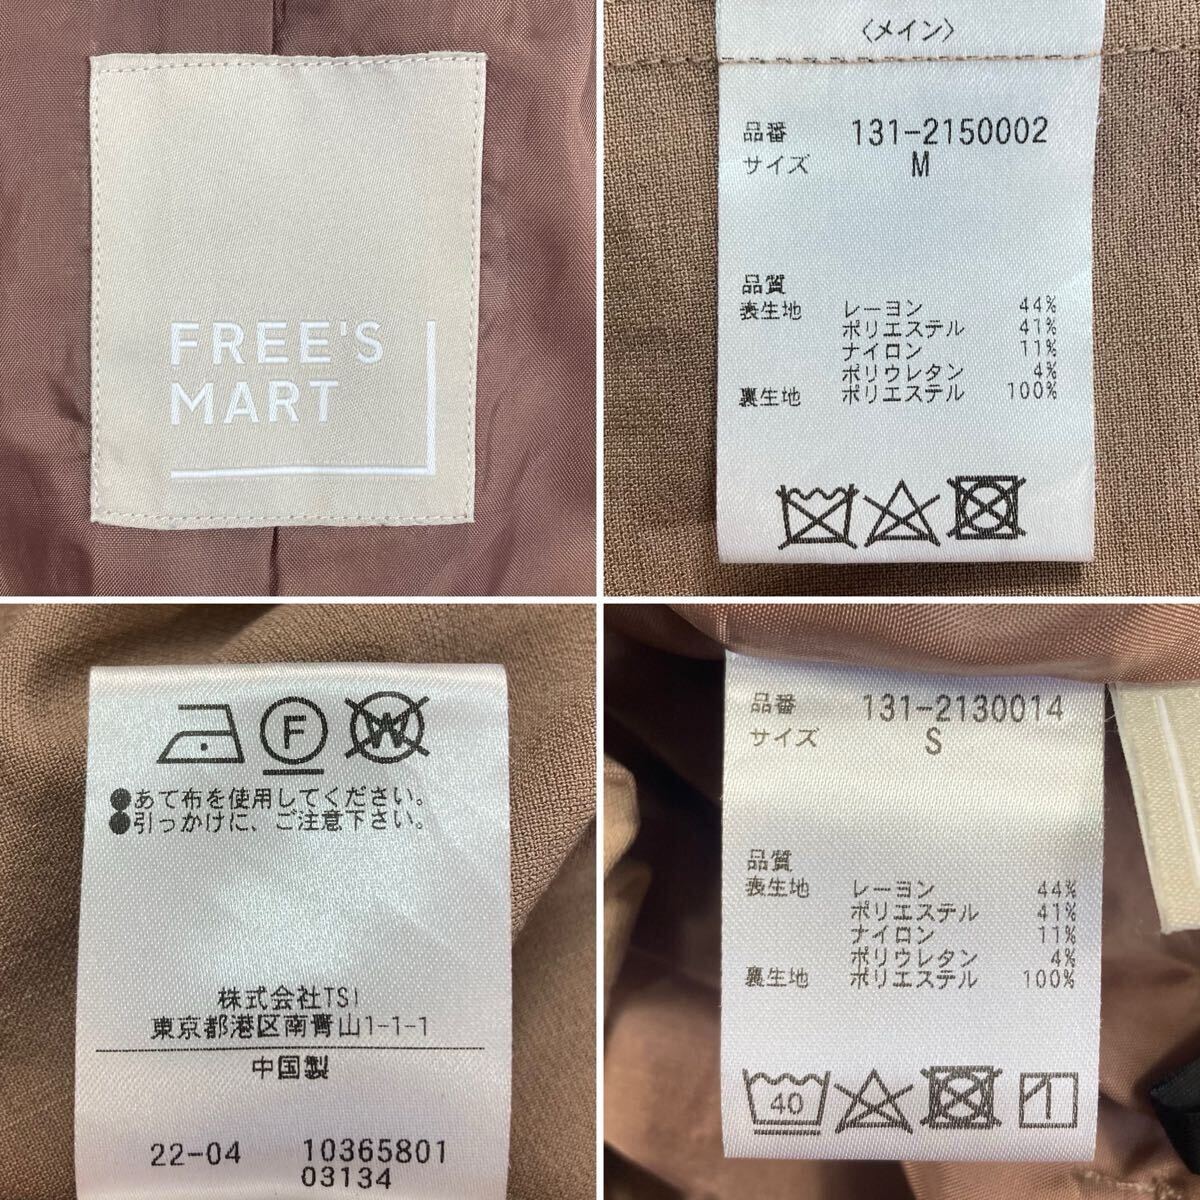 FREE'S
MART
〈メイン〉
品番 131-2150002
サイズ M
品質
表生地 レーヨン 44%
ポリエステル 41%
ナイロン 11%
ポリウレタン 4%
裏生地 ポリエステル 100%
F W
●あて布を使用してください。
●引っかけに、ご注意下さい。
株式会社TSI
東京都港区南青山1-1-1
中国製
22-04 10365801
03134
品番 131-2130014
サイズ S
品質
表生地 レーヨン 44%
ポリエステル 41%
ナイロン 11%
ポリウレタン 4%
裏生地 ポリエステル 100%
40